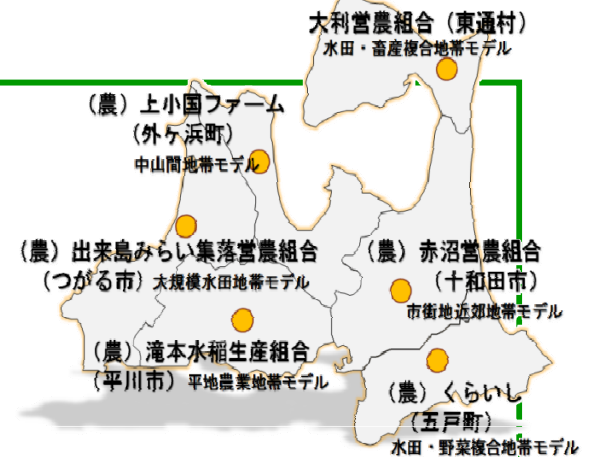 大利営農組合（東通村）
水田・畜産複合地帯モデル
（農）上小国ファーム
（外ヶ浜町）
中山間地帯モデル
（農）出来島みらい集落営農組合
（つがる市）大規模水田地帯モデル
（農）赤沼営農組合
（十和田市）
市街地近郊地帯モデル
（農）滝本水稲生産組合
（平川市）平地農業地帯モデル
（農）くらいし
（五戸町）
水田・野菜複合地帯モデル